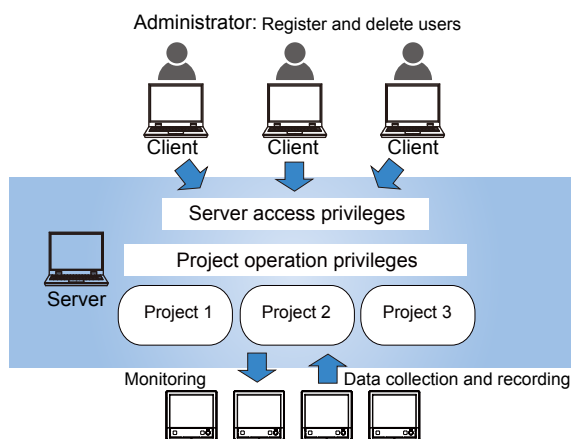 Administrator: Register and delete users
Client Client Client
Server access privileges
Project operation privileges
Server
Project 1 Project 2 Project 3
Monitoring Data collection and recording